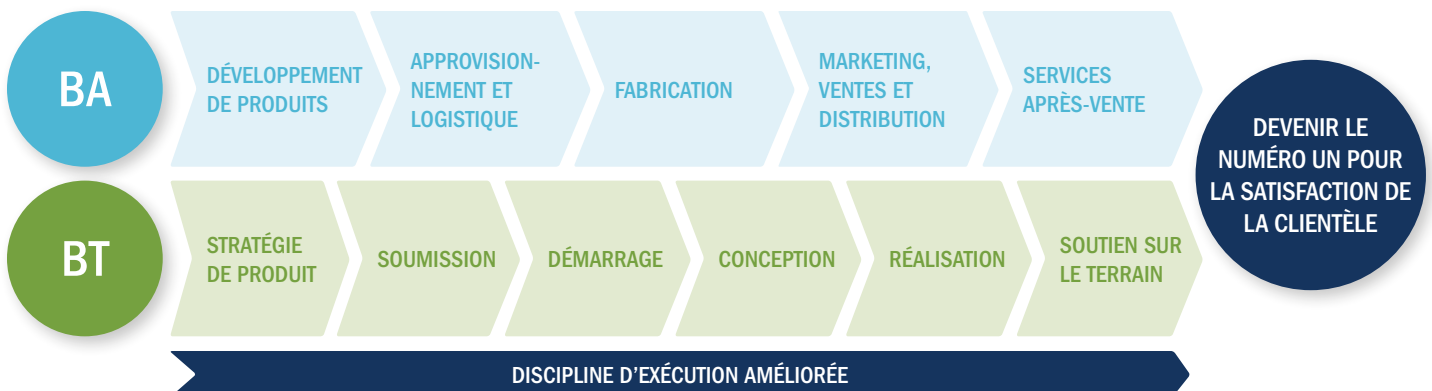 BA
DÉVELOPPEMENT
DE PRODUITS
APPROVISION-
NEMENT ET
LOGISTIQUE
FABRICATION
MARKETING,
VENTES ET
DISTRIBUTION
SERVICES
APRÈS-VENTE
BT
STRATÉGIE
DE PRODUIT
SOUMISSION
DÉMARRAGE
CONCEPTION
RÉALISATION
SOUTIEN SUR
LE TERRAIN
DEVENIR LE
NUMÉRO UN POUR
LA SATISFACTION DE
LA CLIENTÈLE
DISCIPLINE D’EXÉCUTION AMÉLIORÉE